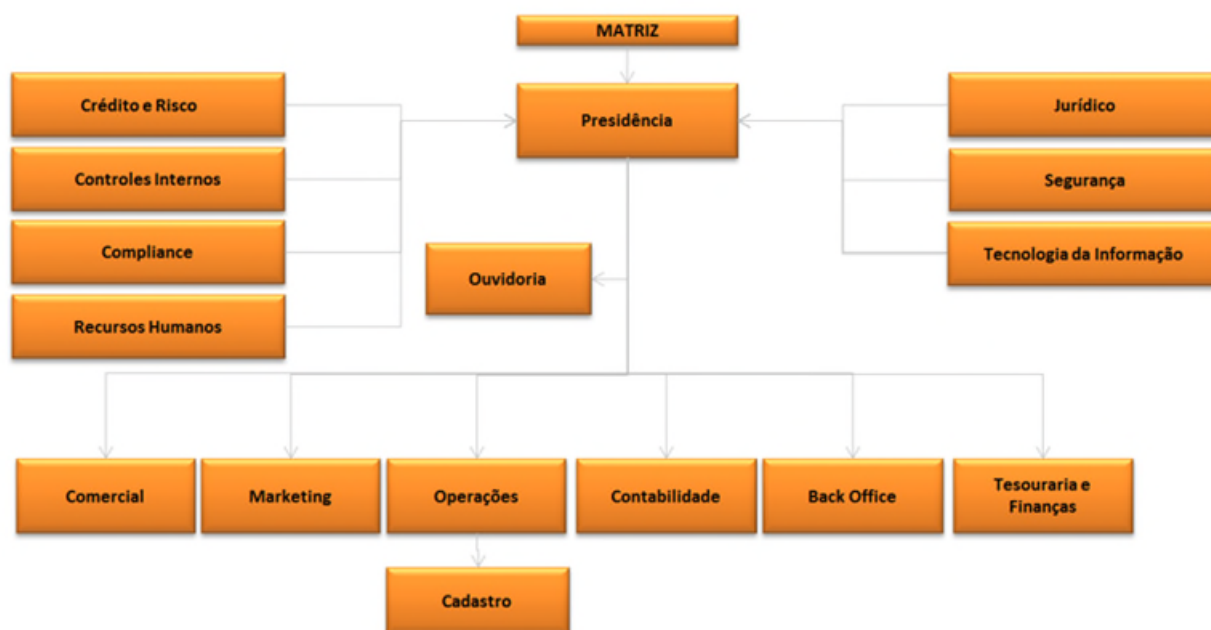 MATRIZ
Crédito e Risco
Presidência
Jurídico
Controles Internos
Segurança
Compliance
Ouvidoria
Tecnologia da Informação
Recursos Humanos
Comercial
Marketing
Operações
Contabilidade
Back Office
Tesouraria e
Finanças
Cadastro